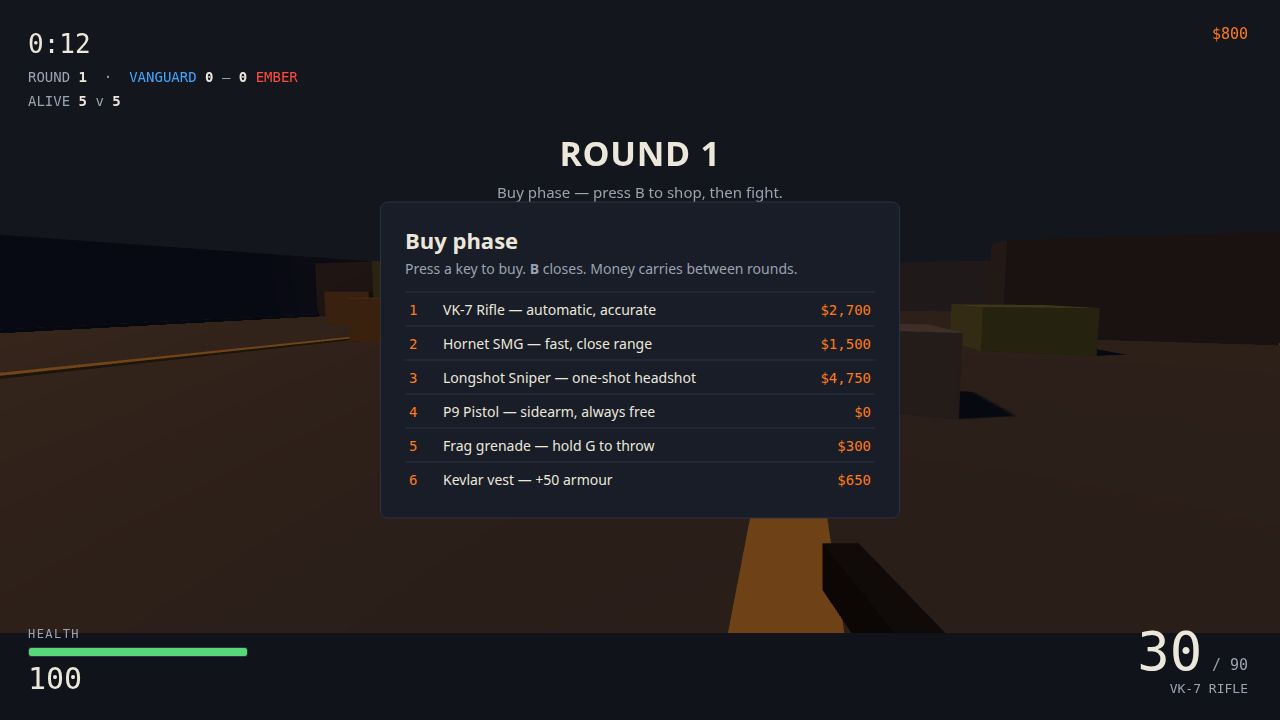 0:12
$800
ROUND 1 · VANGUARD 0 — 0 EMBER
ALIVE 5 v 5
ROUND 1
Buy phase — press B to shop, then fight.
Buy phase
Press a key to buy. B closes. Money carries between rounds.
1 VK-7 Rifle — automatic, accurate $2,700
2 Hornet SMG — fast, close range $1,500
3 Longshot Sniper — one-shot headshot $4,750
4 P9 Pistol — sidearm, always free $0
5 Frag grenade — hold G to throw $300
6 Kevlar vest — +50 armour $650
HEALTH
100
30 / 90
VK-7 RIFLE